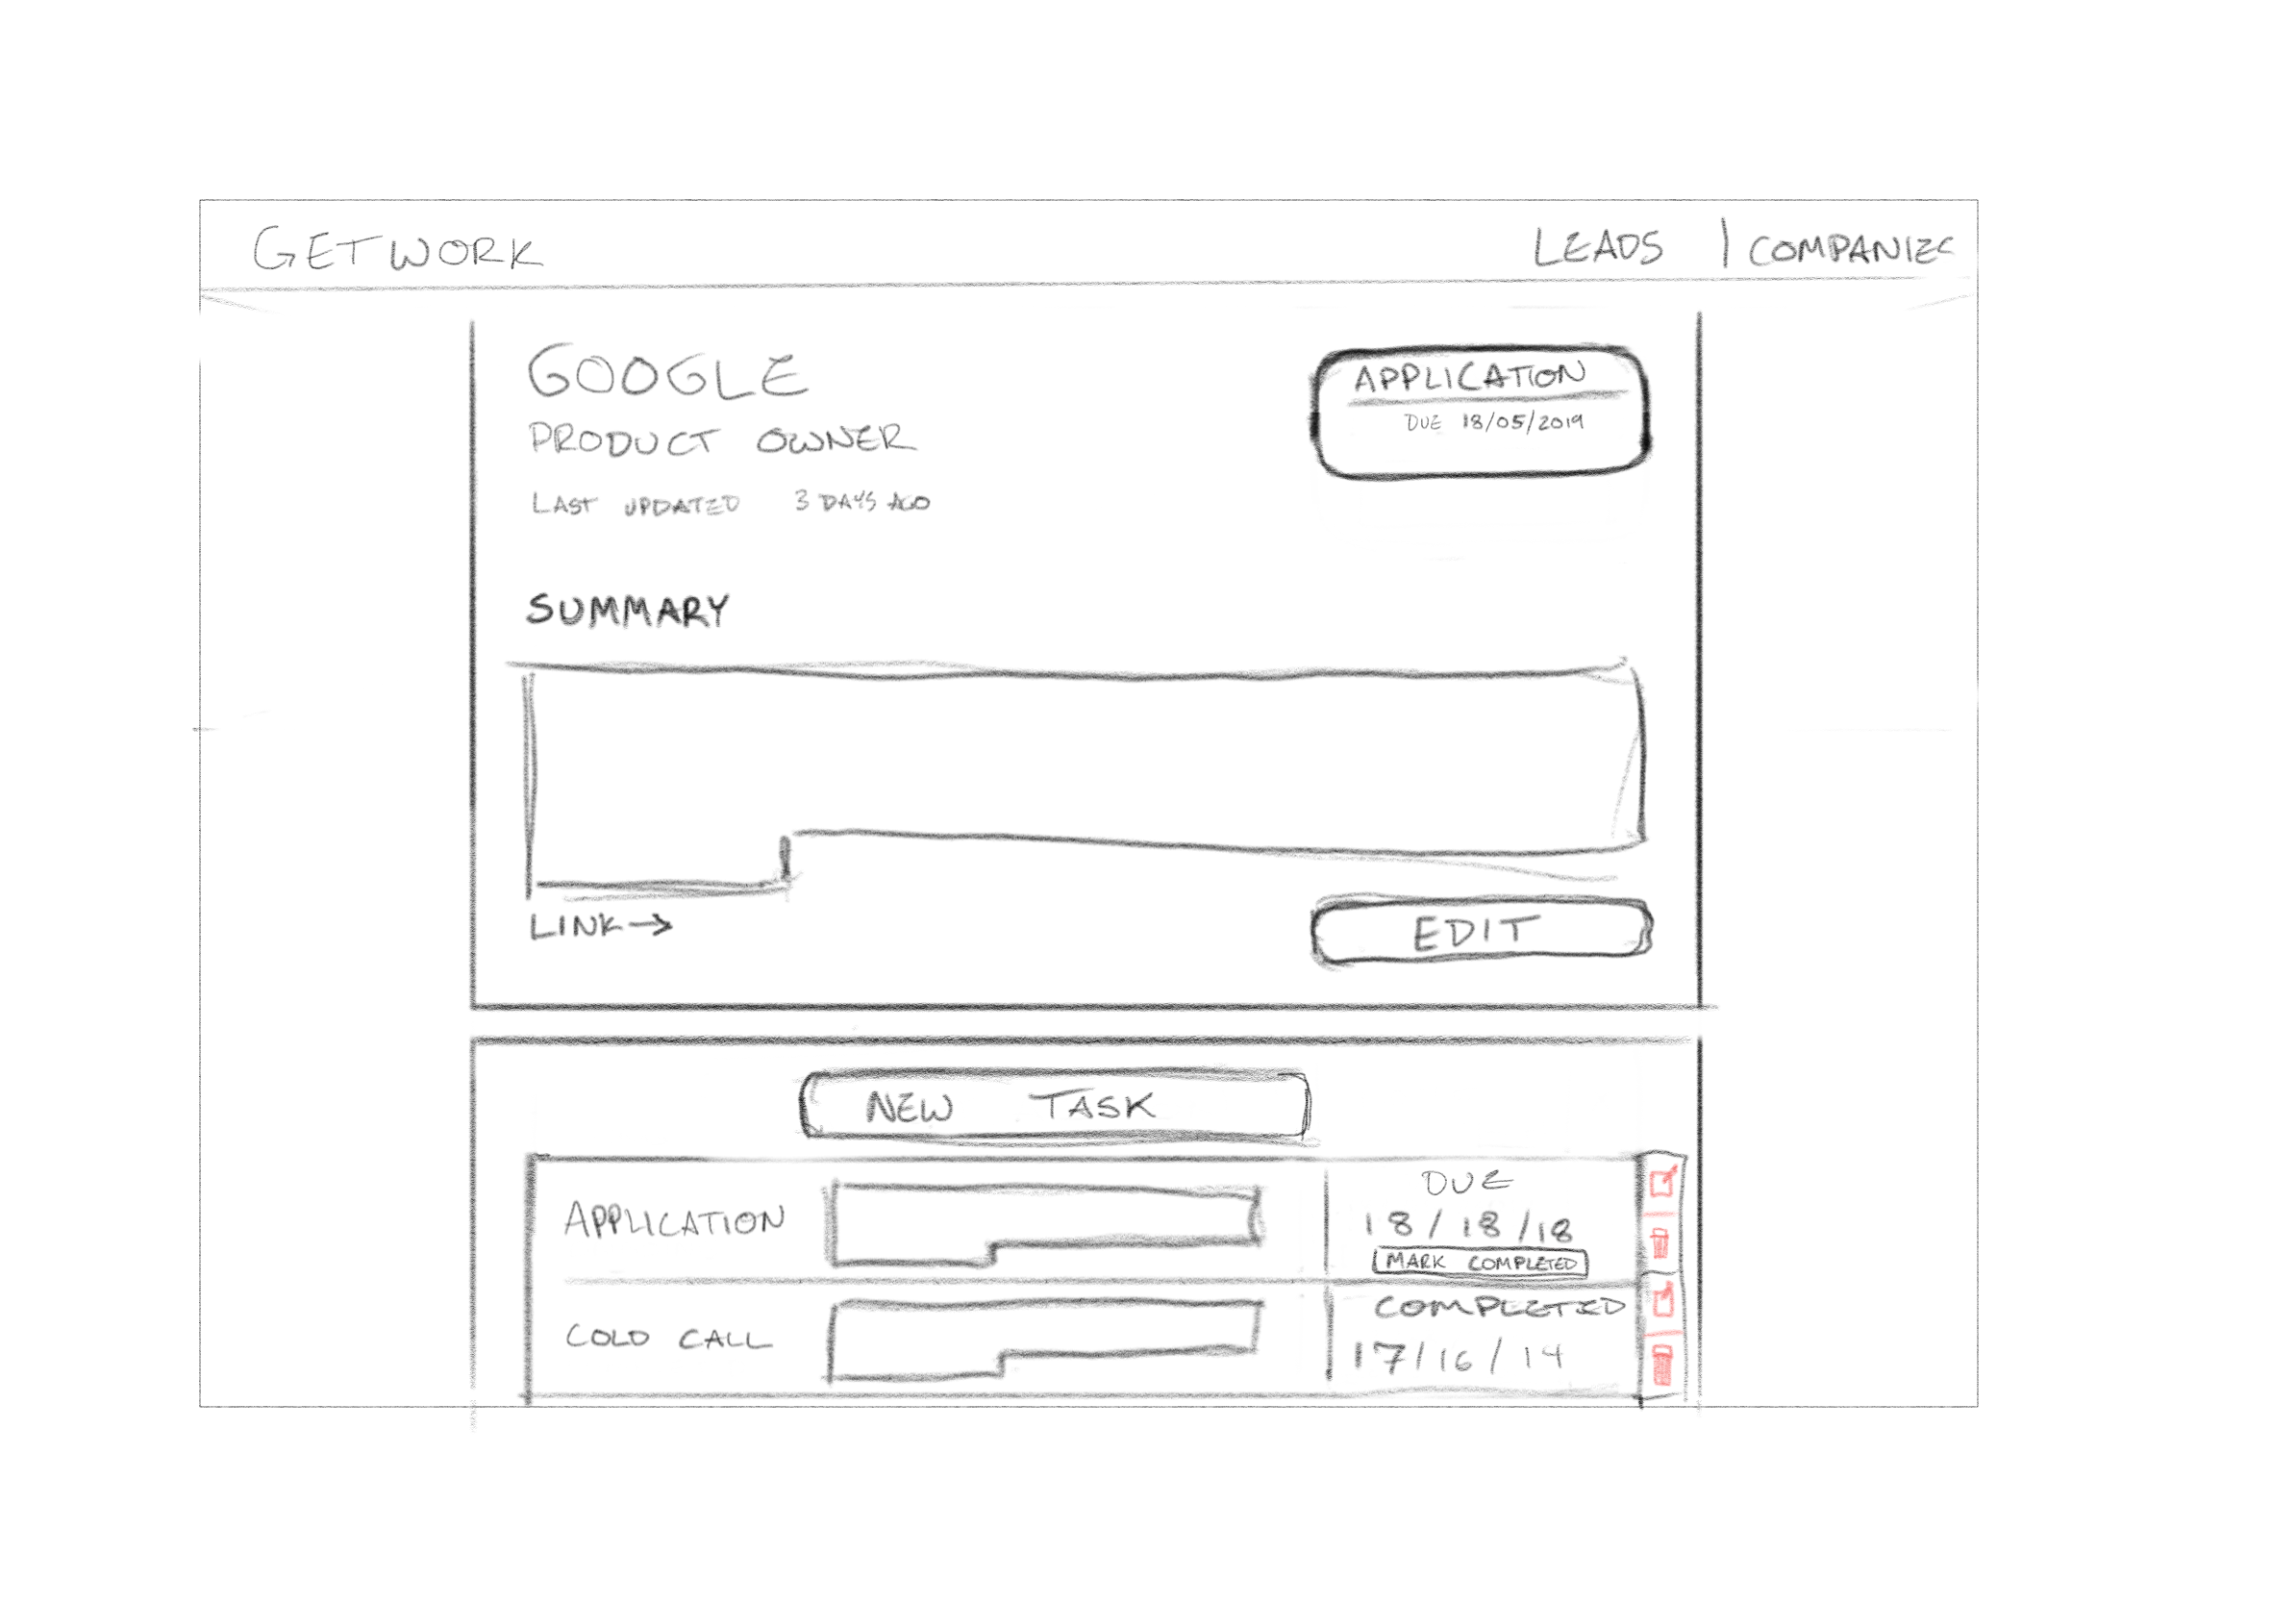 GETWORK
LEADS | COMPANIES
GOOGLE
PRODUCT OWNER
LAST UPDATED 3 DAYS AGO
APPLICATION
DUE 18/05/2019
SUMMARY
LINK→
EDIT
NEW TASK
APPLICATION
DUE
18/18/18
MARK COMPLETED
COLD CALL
COMPLETED
17/16/14